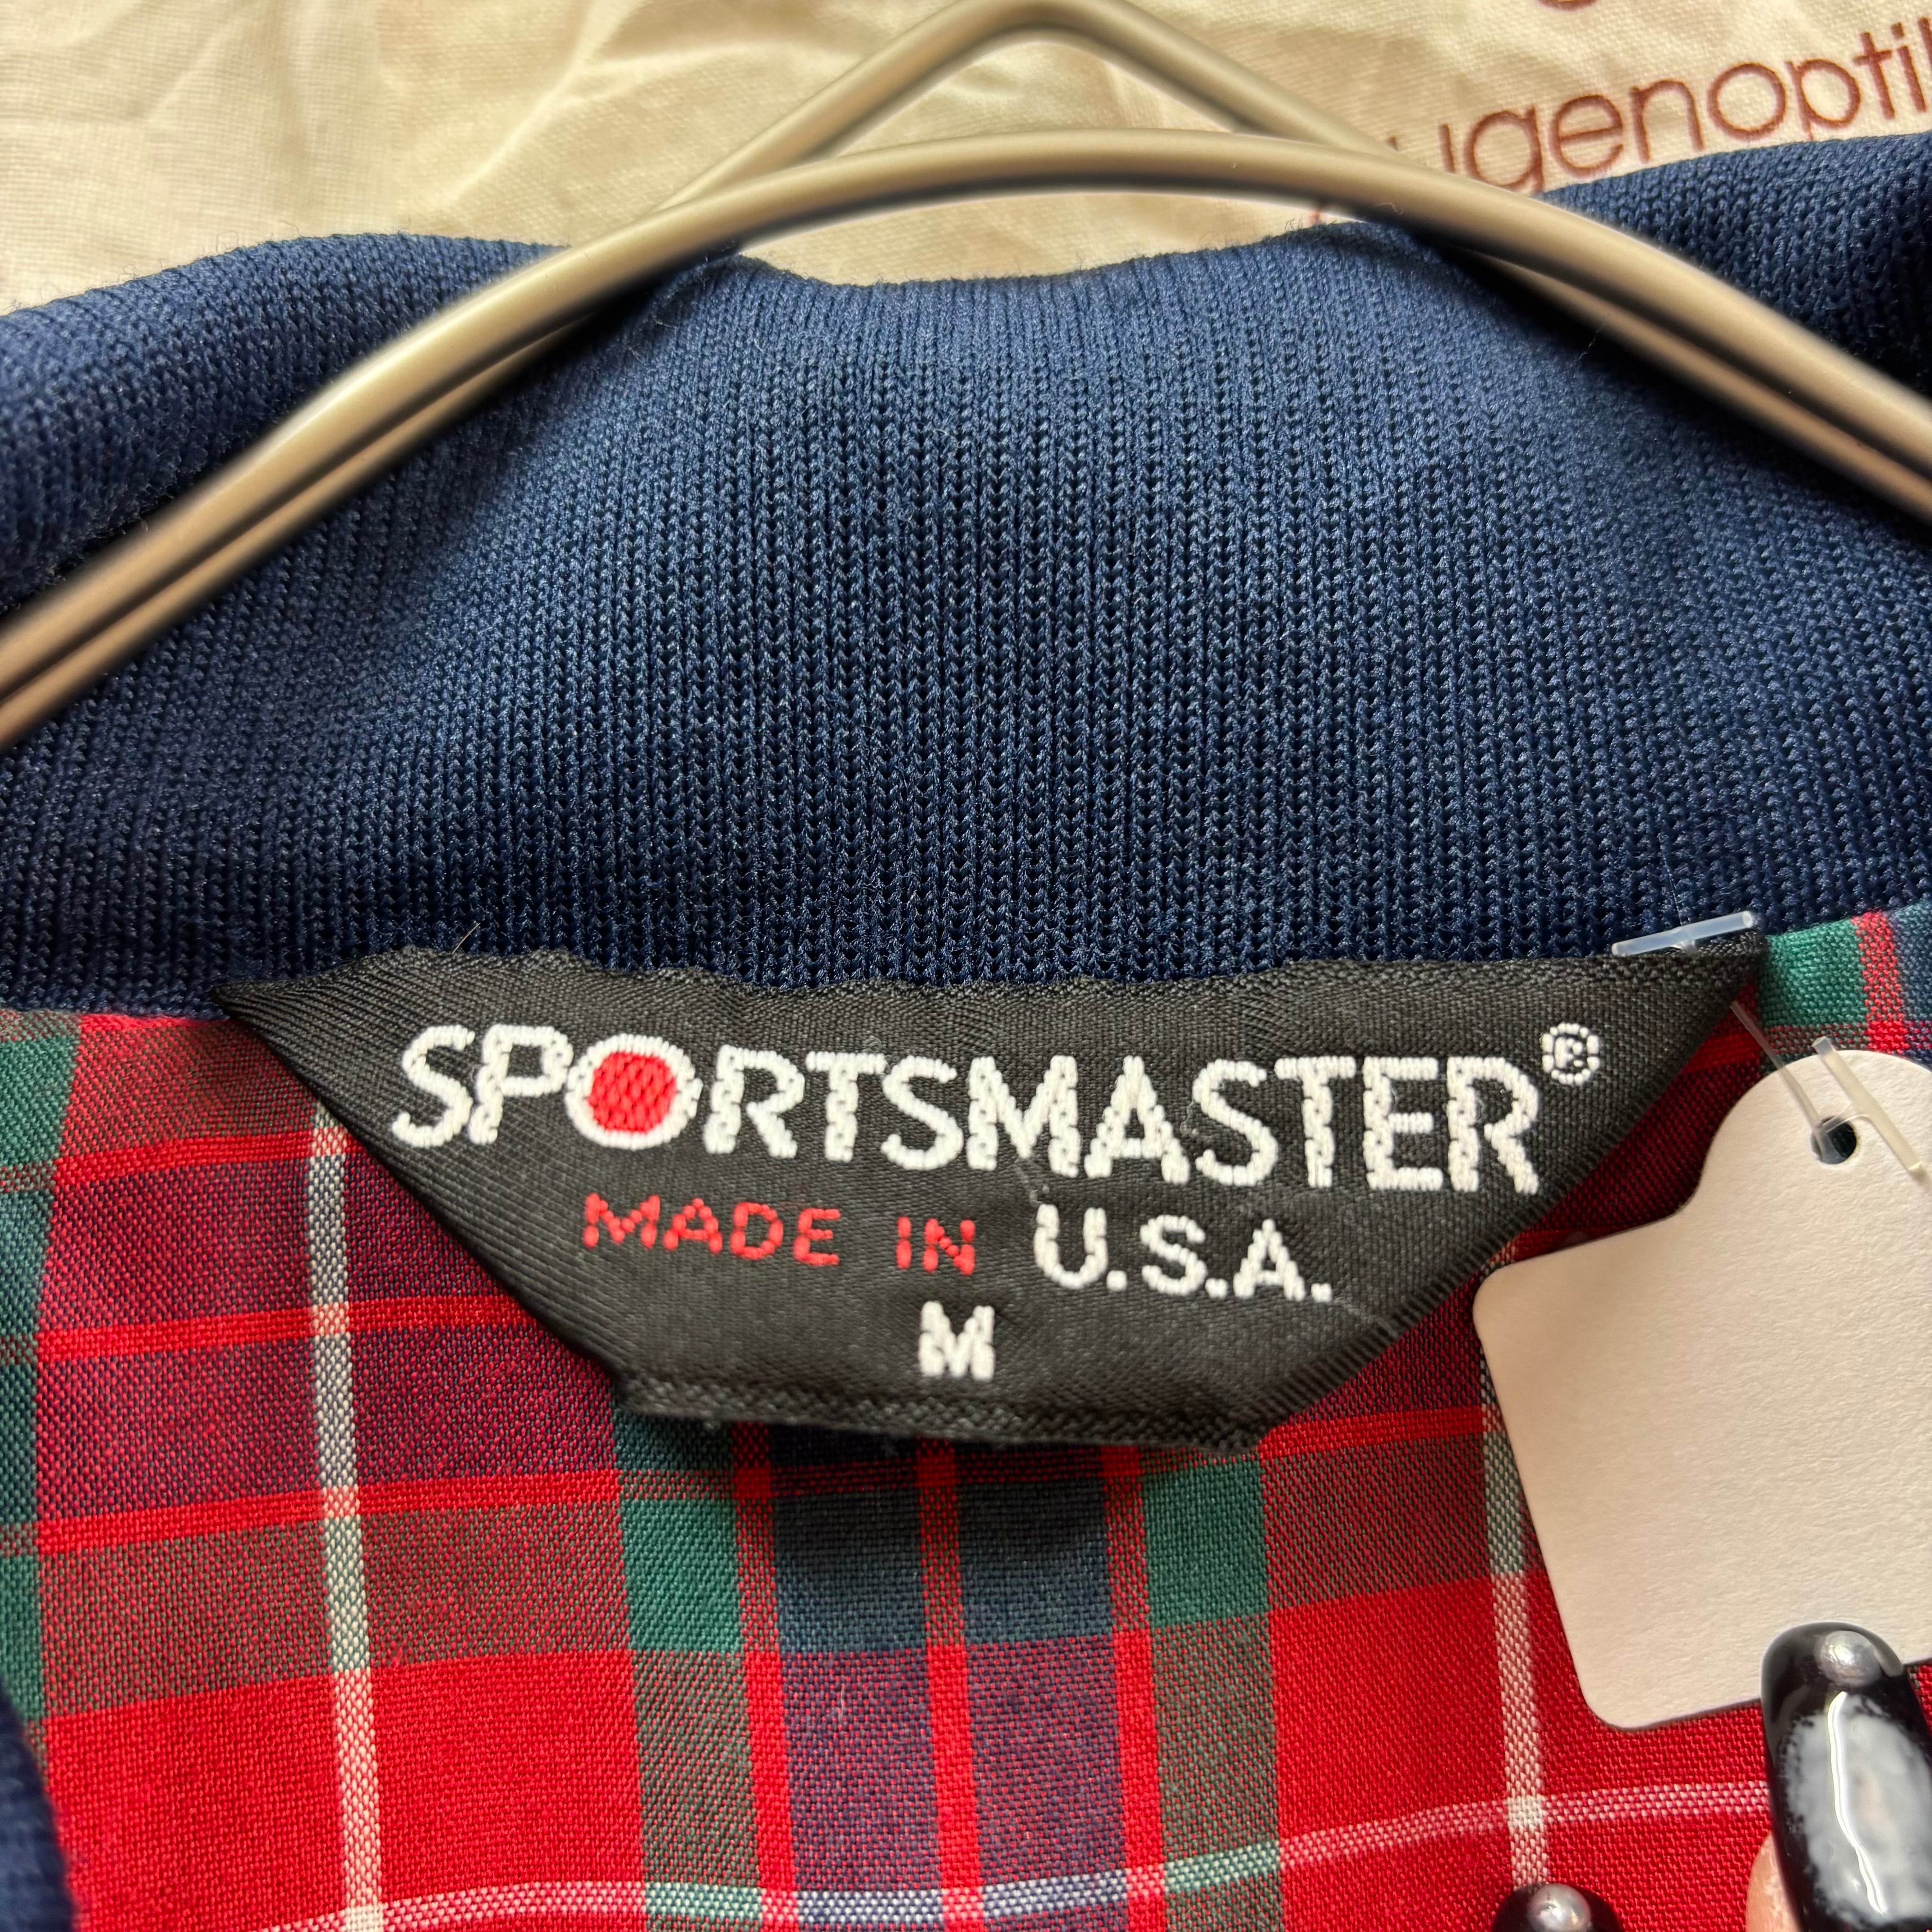 ugenopti
SPORTSMASTER®
MADE IN U.S.A.
M